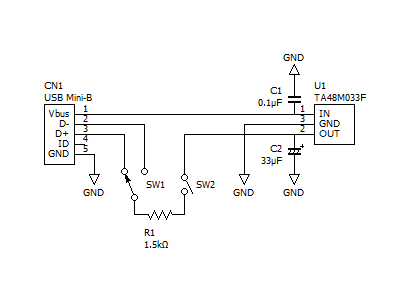 GND
CN1
USB Mini-B
C1
0.1µF
U1
TA48M033F
Vbus 1
D- 2
D+ 3
ID 4
GND 5
1 IN
3 GND
2 OUT
C2
33µF
+
GND
SW1
SW2
GND
GND
R1
1.5kΩ